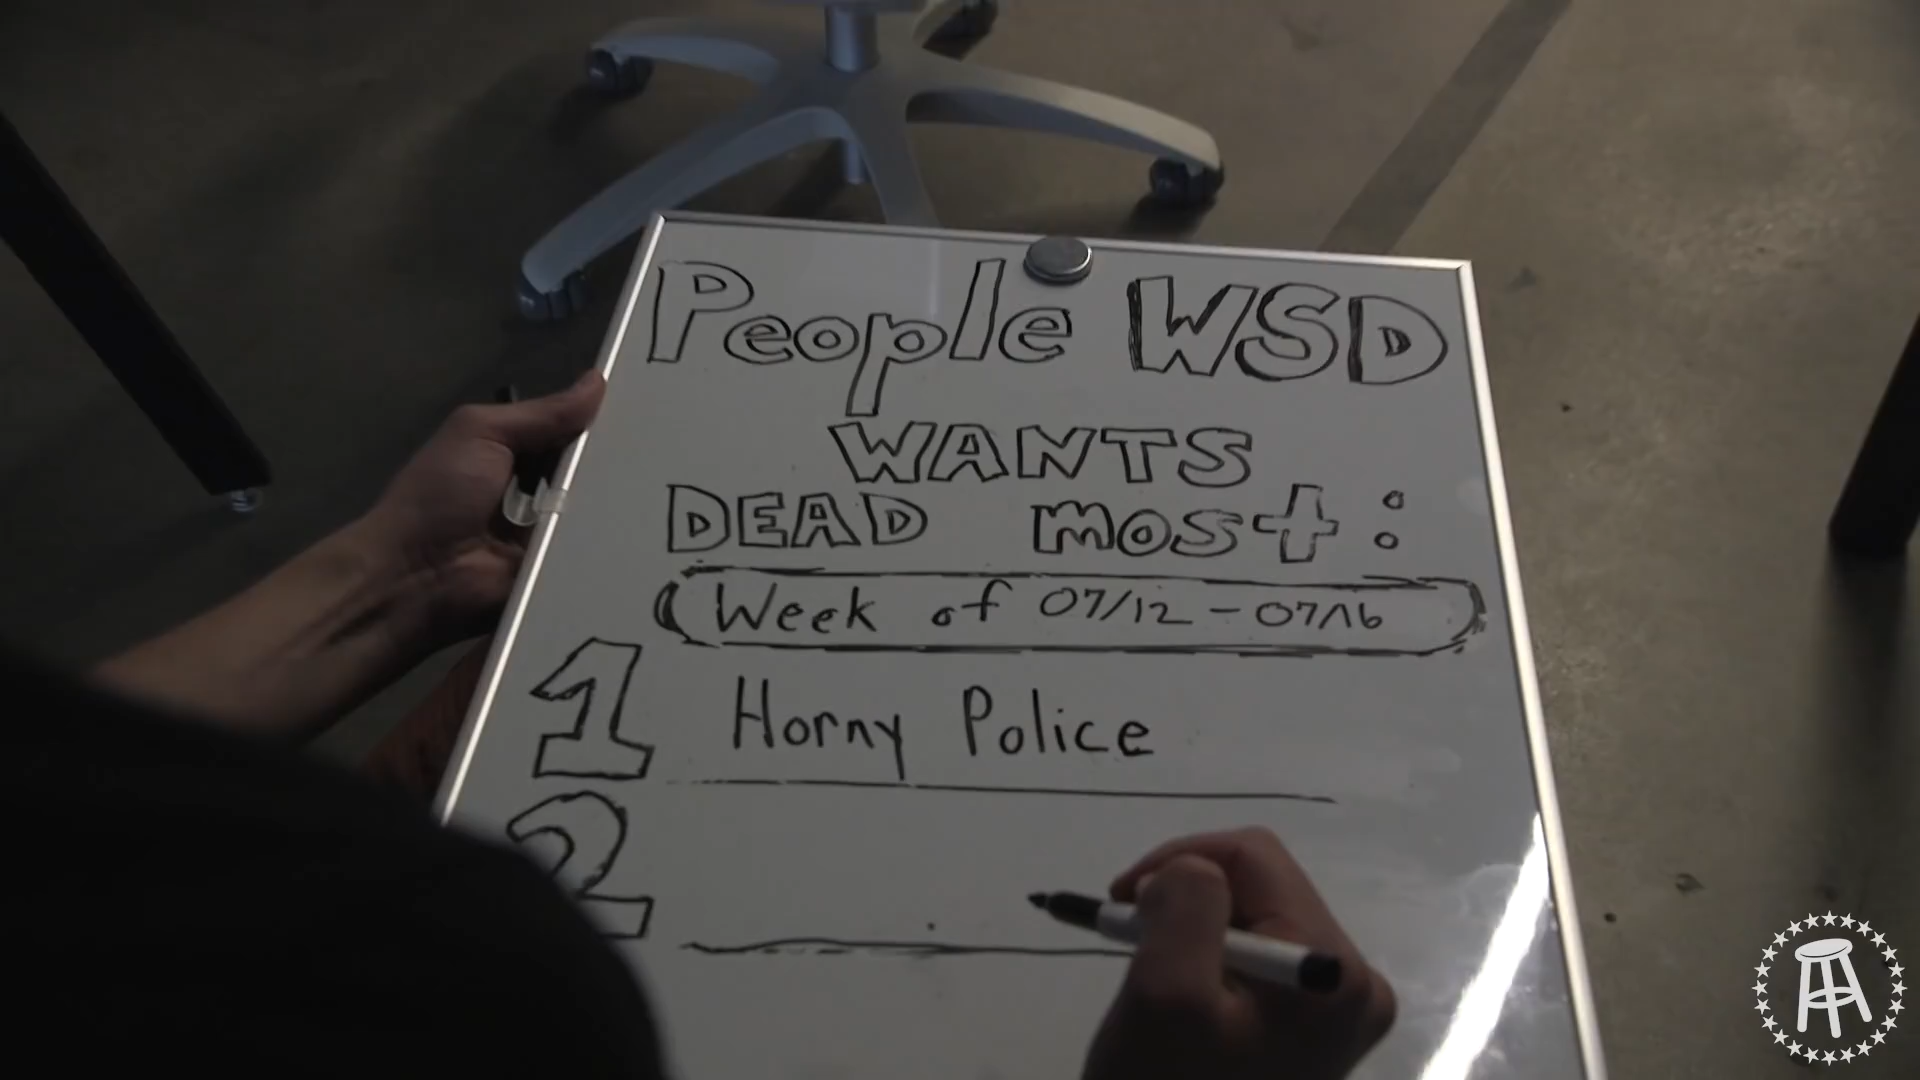 People WSD
WANTS
DEAD most:
Week of 07/12 - 07/16
1 Horny Police
2